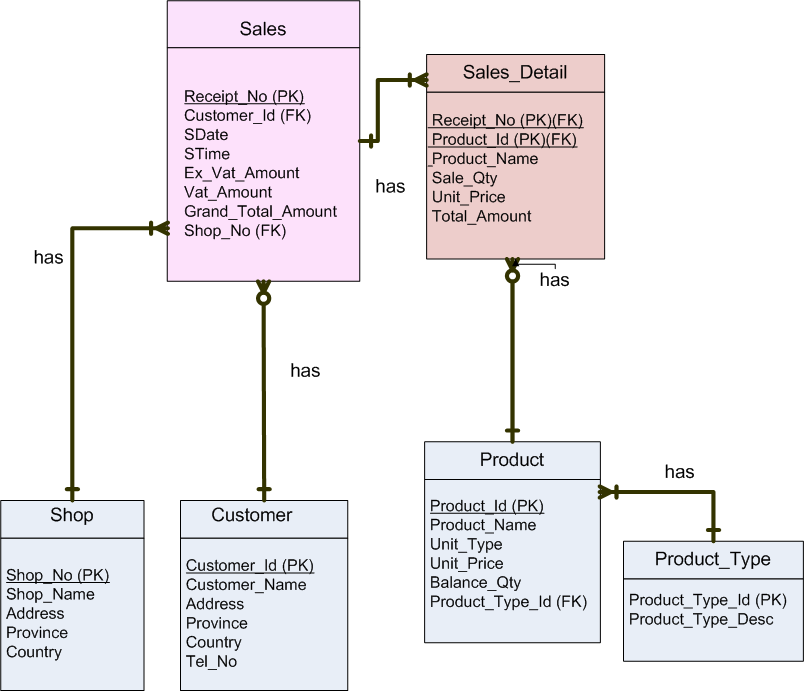 Sales
Receipt_No (PK)
Customer_Id (FK)
SDate
STime
Ex_Vat_Amount
Vat_Amount
Grand_Total_Amount
Shop_No (FK)
Sales_Detail
Receipt_No (PK)(FK)
Product_Id (PK)(FK)
Product_Name
Sale_Qty
Unit_Price
Total_Amount
has
has
has
has
Shop
Shop_No (PK)
Shop_Name
Address
Province
Country
Customer
Customer_Id (PK)
Customer_Name
Address
Province
Country
Tel_No
Product
Product_Id (PK)
Product_Name
Unit_Type
Unit_Price
Balance_Qty
Product_Type_Id (FK)
has
Product_Type
Product_Type_Id (PK)
Product_Type_Desc